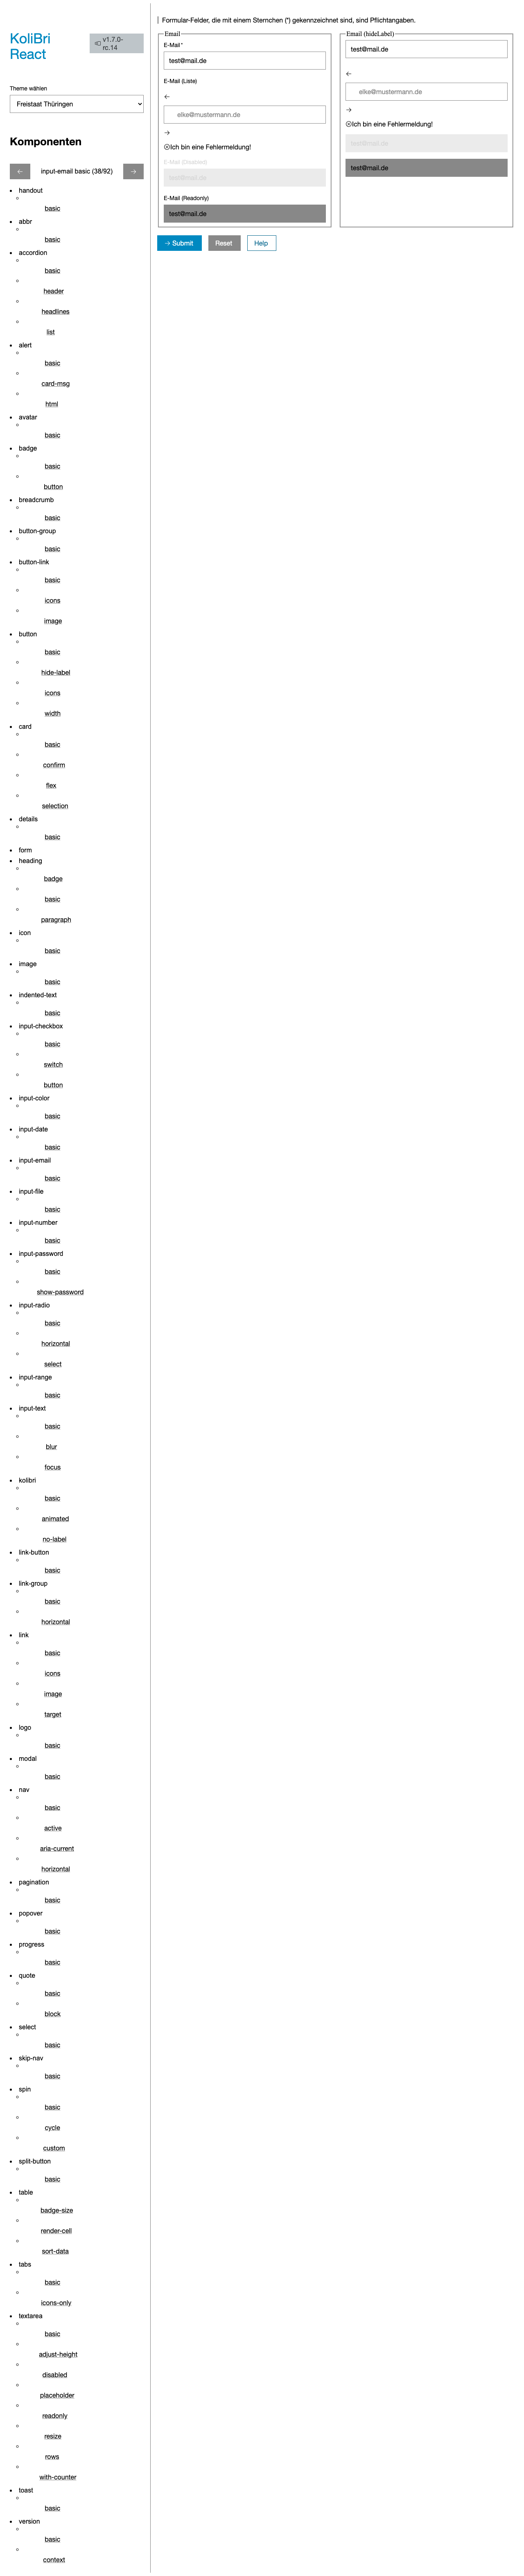 KoliBri
React
v1.7.0-
rc.14
Theme wählen
Freistaat Thüringen
Komponenten
input-email basic (38/92)
handout
basic
abbr
basic
accordion
basic
header
headlines
list
alert
basic
card-msg
html
avatar
basic
badge
basic
button
breadcrumb
basic
button-group
basic
button-link
basic
icons
image
button
basic
hide-label
icons
width
card
basic
confirm
flex
selection
details
basic
form
heading
badge
basic
paragraph
icon
basic
image
basic
indented-text
basic
input-checkbox
basic
switch
button
input-color
basic
input-date
basic
input-email
basic
input-file
basic
input-number
basic
input-password
basic
show-password
input-radio
basic
horizontal
select
input-range
basic
input-text
basic
blur
focus
kolibri
basic
animated
no-label
link-button
basic
link-group
basic
horizontal
link
basic
icons
image
target
logo
basic
modal
basic
nav
basic
active
aria-current
horizontal
pagination
basic
popover
basic
progress
basic
quote
basic
block
select
basic
skip-nav
basic
spin
basic
cycle
custom
split-button
basic
table
badge-size
render-cell
sort-data
tabs
basic
icons-only
textarea
basic
adjust-height
disabled
placeholder
readonly
resize
rows
with-counter
toast
basic
version
basic
context
Formular-Felder, die mit einem Sternchen (*) gekennzeichnet sind, sind Pflichtangaben.
Email
E-Mail*
test@mail.de
E-Mail (Liste)
elke@mustermann.de
Ich bin eine Fehlermeldung!
E-Mail (Disabled)
test@mail.de
E-Mail (Readonly)
test@mail.de
Email (hideLabel)
test@mail.de
elke@mustermann.de
Ich bin eine Fehlermeldung!
test@mail.de
test@mail.de
Submit
Reset
Help